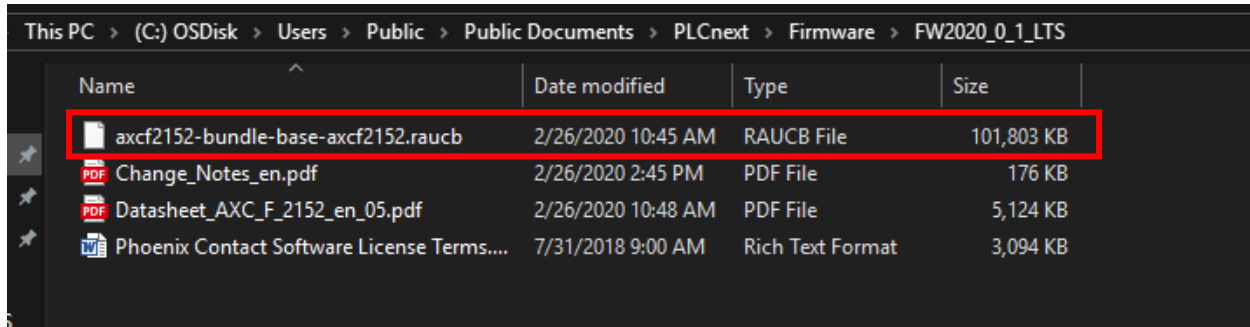 This PC > (C:) OSDisk > Users > Public > Public Documents > PLCnext > Firmware > FW2020_0_1_LTS
Name Date modified Type Size
axcf2152-bundle-base-axcf2152.raucb 2/26/2020 10:45 AM RAUCB File 101,803 KB
PDF Change_Notes_en.pdf 2/26/2020 2:45 PM PDF File 176 KB
PDF Datasheet_AXC_F_2152_en_05.pdf 2/26/2020 10:48 AM PDF File 5,124 KB
W Phoenix Contact Software License Terms.... 7/31/2018 9:00 AM Rich Text Format 3,094 KB